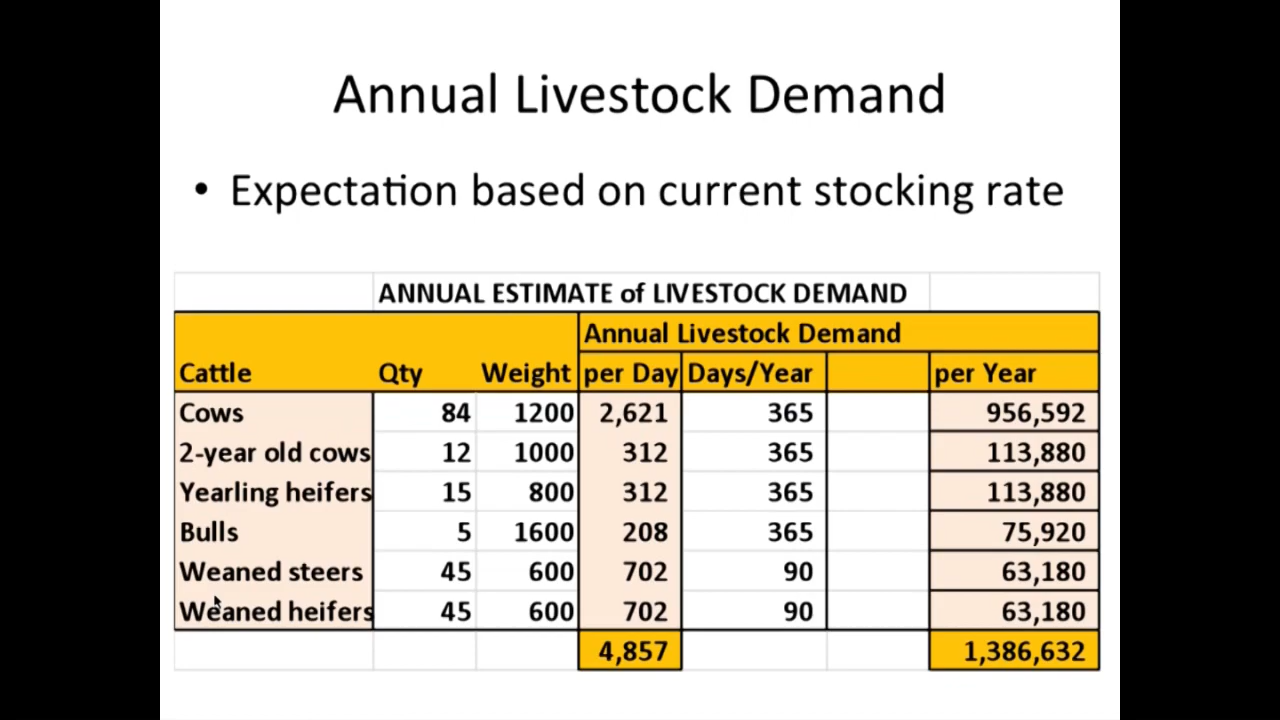 Annual Livestock Demand
• Expectation based on current stocking rate
ANNUAL ESTIMATE of LIVESTOCK DEMAND
Annual Livestock Demand
Cattle Qty Weight per Day Days/Year per Year
Cows 84 1200 2,621 365 956,592
2-year old cows 12 1000 312 365 113,880
Yearling heifers 15 800 312 365 113,880
Bulls 5 1600 208 365 75,920
Weaned steers 45 600 702 90 63,180
Weaned heifers 45 600 702 90 63,180
4,857 1,386,632